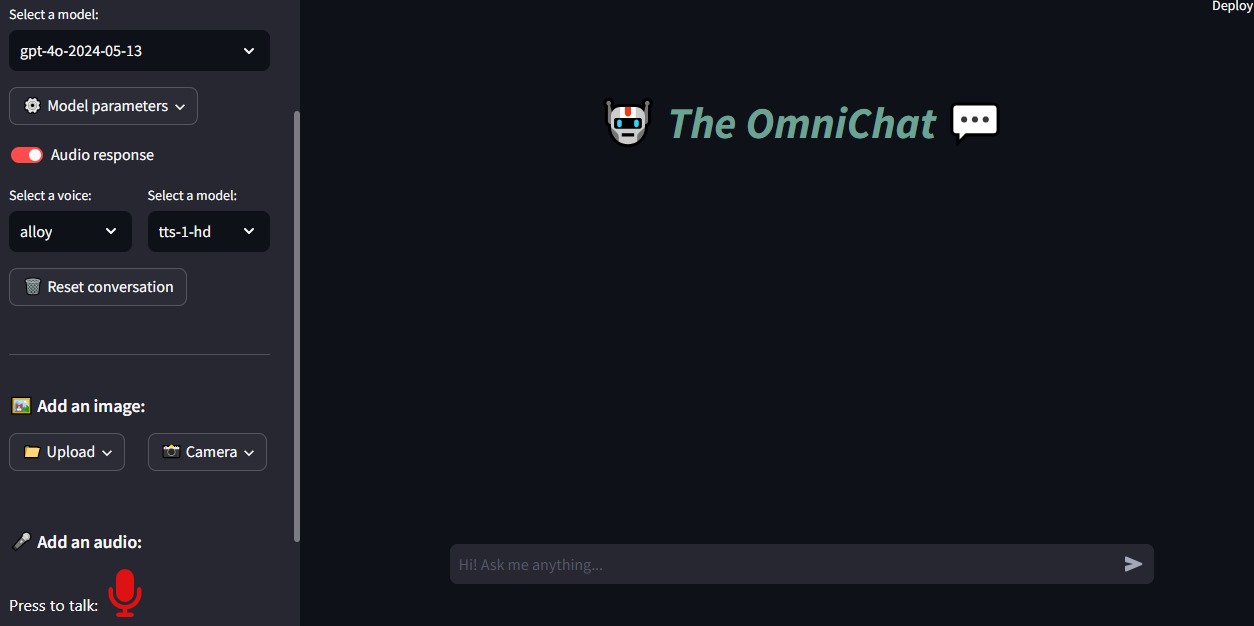 Select a model:
gpt-4o-2024-05-13
Model parameters
Audio response
Select a voice: Select a model:
alloy tts-1-hd
Reset conversation
Add an image:
Upload Camera
Add an audio:
Press to talk:
Deploy
The OmniChat
Hi! Ask me anything...